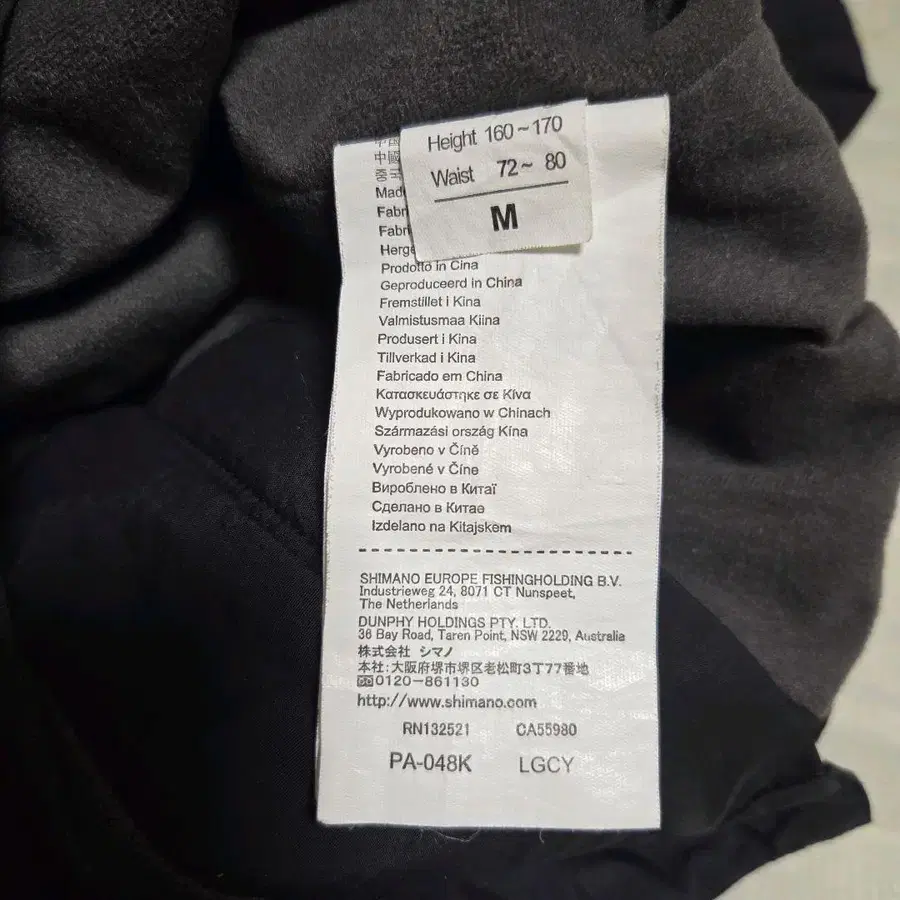 Height 160~170
Waist 72~ 80
M
中國
중국
Prodotto in Cina
Geproduceerd in China
Fremstillet i Kina
Valmistusmaa Kiina
Produsert i Kina
Tillverkad i Kina
Fabricado em China
Κατασκευάστηκε σε Κίνα
Wyprodukowano w Chinach
Származási ország Kína
Vyrobeno v Číně
Vyrobené v Číne
Вироблено в Китаї
Сделано в Китае
Izdelano na Kitajskem
SHIMANO EUROPE FISHINGHOLDING B.V.
Industrieweg 24, 8071 CT Nunspeet,
The Netherlands
DUNPHY HOLDINGS PTY. LTD.
36 Bay Road, Taren Point, NSW 2229, Australia
株式会社 シマノ
本社:大阪府堺市堺区老松町3丁77番地
0120-861130
http://www.shimano.com
RN132521 CA55980
PA-048K LGCY